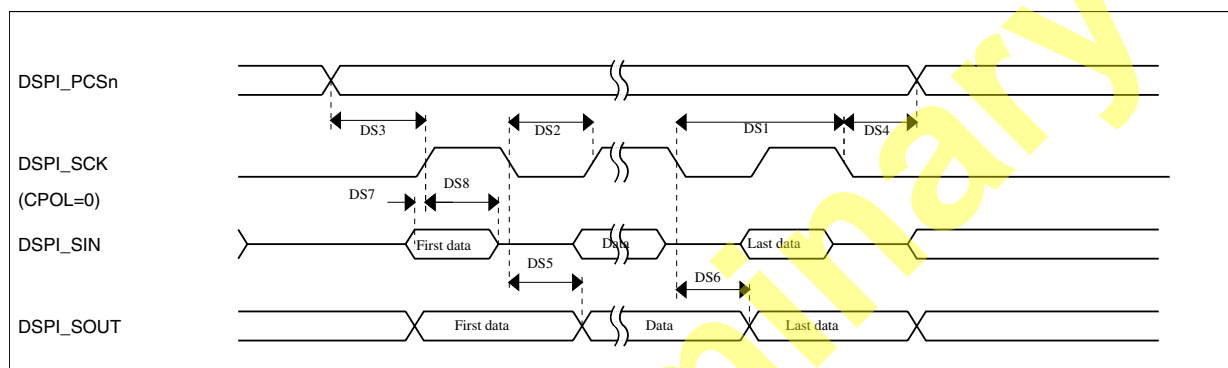 DSPI_PCSn
DS3
DS2
DS1
DS4
DSPI_SCK
(CPOL=0)
DS7
DS8
DSPI_SIN
First data
Data
Last data
DS5
DS6
DSPI_SOUT
First data
Data
Last data